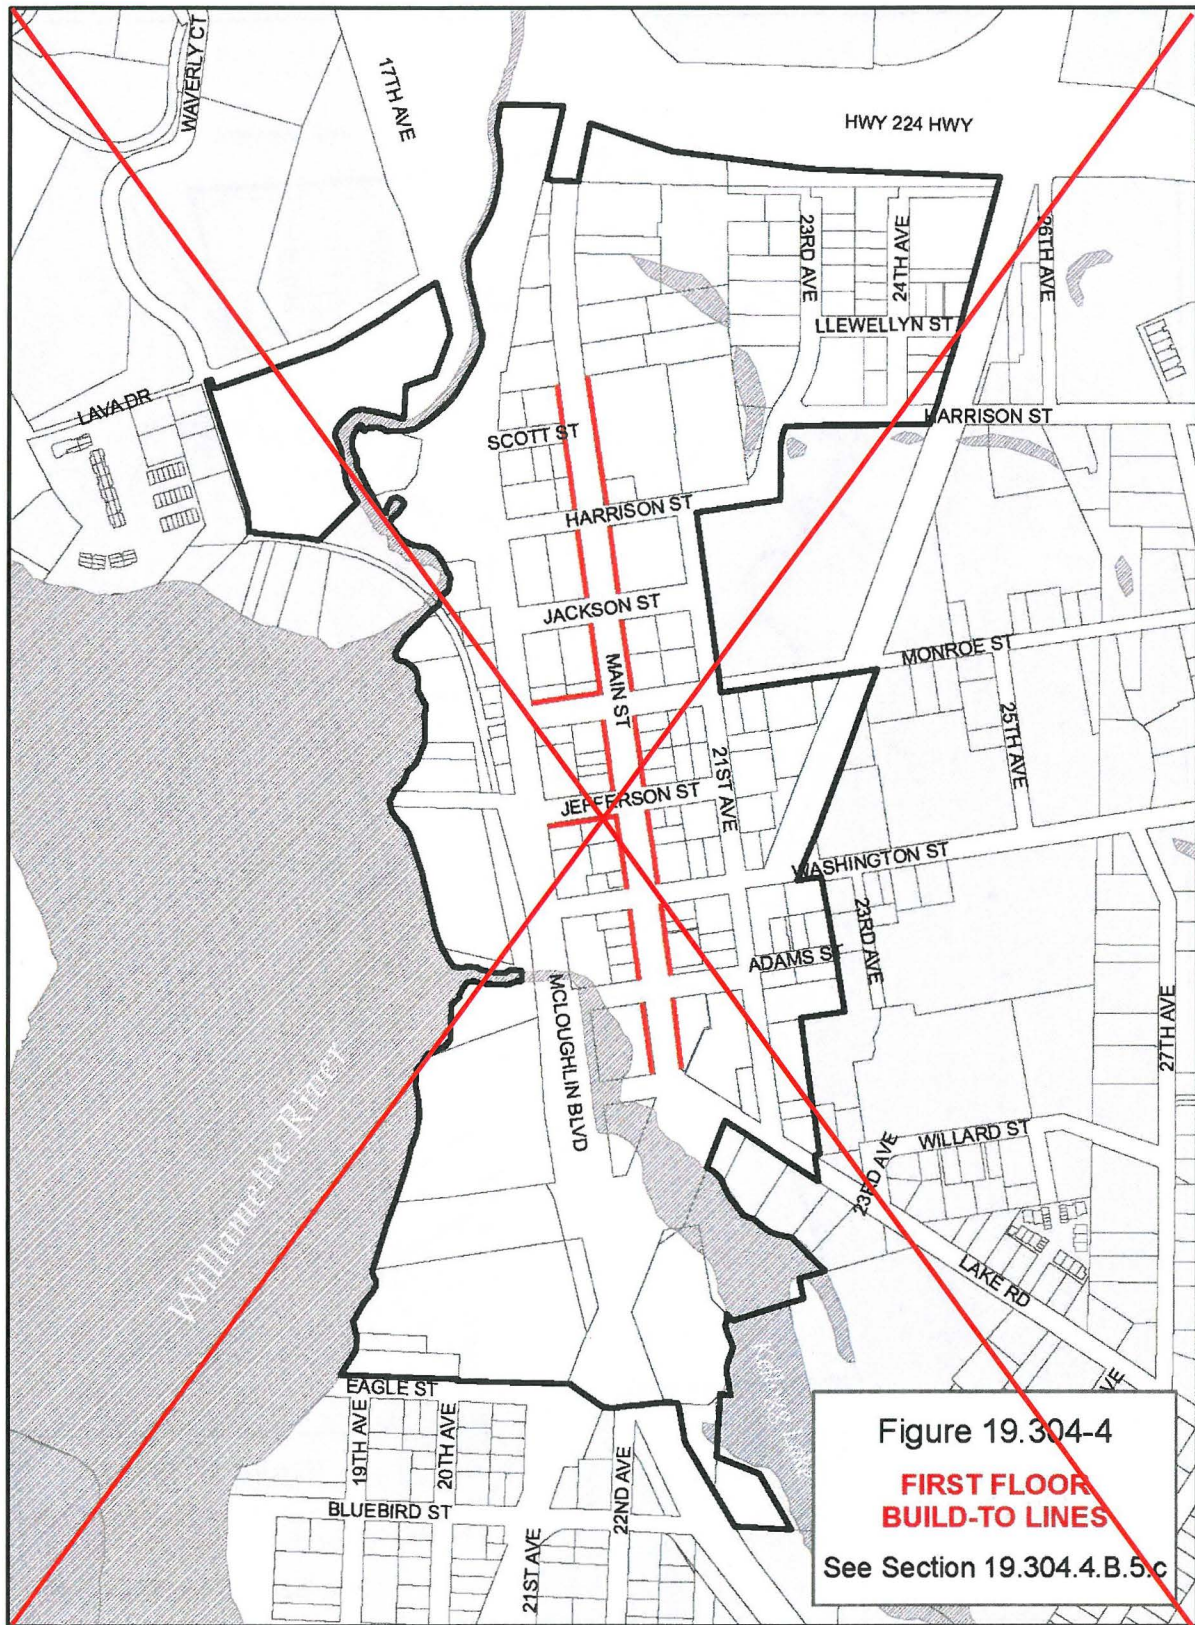 WAVERLY CT
17TH AVE
HWY 224 HWY
23RD AVE
24TH AVE
26TH AVE
LLEWELLYN ST
LAVA DR
SCOTT ST
HARRISON ST
HARRISON ST
JACKSON ST
MAIN ST
MONROE ST
25TH AVE
21ST AVE
JEFFERSON ST
WASHINGTON ST
23RD AVE
ADAMS ST
MCLOUGHLIN BLVD
27TH AVE
Willamette River
WILLARD ST
23RD AVE
LAKE RD
EAGLE ST
19TH AVE
20TH AVE
22ND AVE
BLUEBIRD ST
21ST AVE
AVE
Figure 19.304-4
FIRST FLOOR
BUILD-TO LINES
See Section 19.304.4.B.5.c